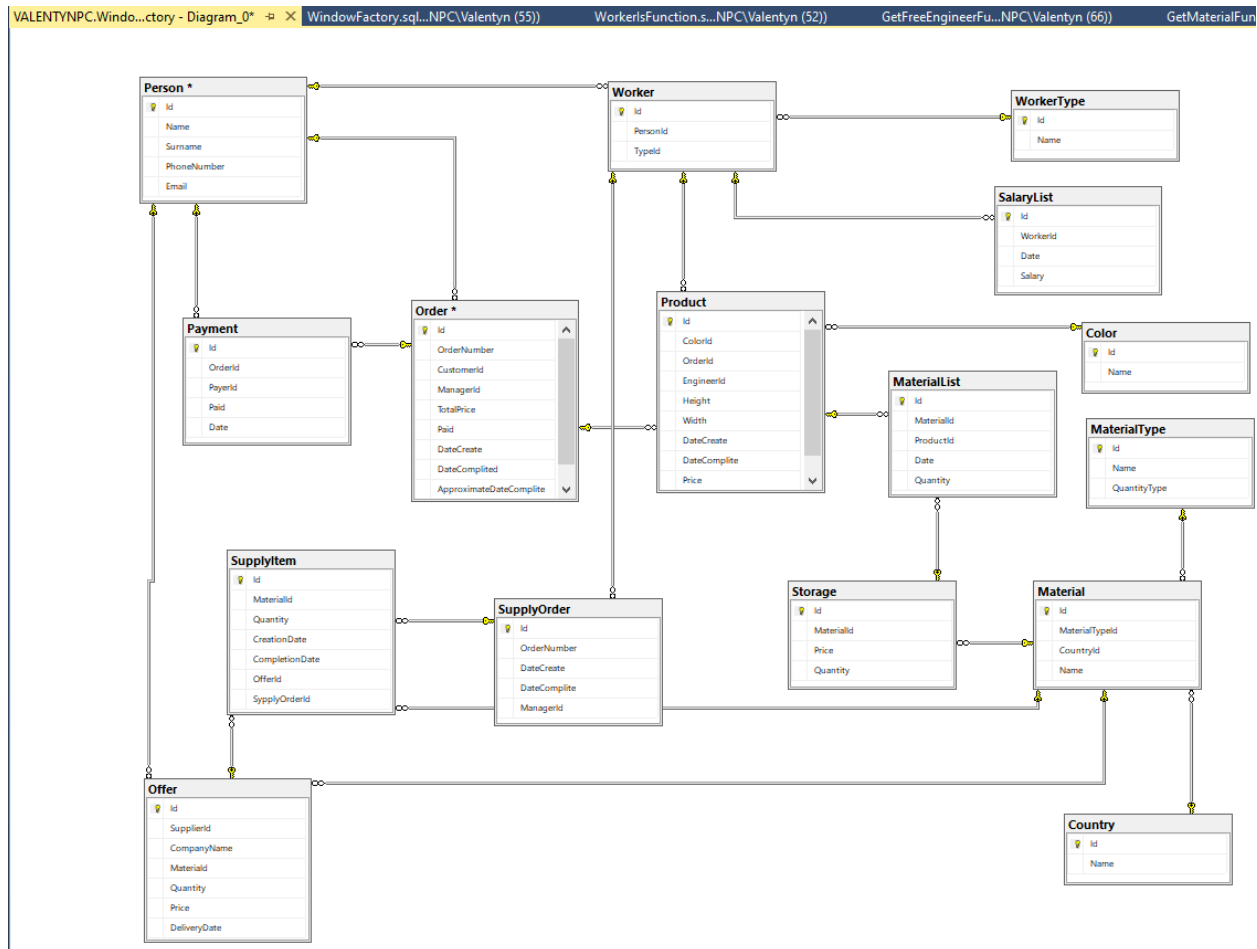 VALENTYNPC.Windo...ctory - Diagram_0*
WindowFactory.sql...NPC\Valentyn (55))
WorkerIsFunction.s...NPC\Valentyn (52)
GetFreeEngineerFu...NPC\Valentyn (66))
GetMaterialFun
Person *
Id
Name
Surname
PhoneNumber
Email
Worker
Id
PersonId
TypeId
WorkerType
Id
Name
SalaryList
Id
WorkerId
Date
Salary
Payment
Id
OrderId
PayerId
Paid
Date
Order *
Id
OrderNumber
CustomerId
ManagerId
TotalPrice
Paid
DateCreate
DateComplited
ApproximateDateComplite
Product
Id
ColorId
OrderId
EngineerId
Height
Width
DateCreate
DateComplite
Price
Color
Id
Name
MaterialList
Id
MaterialId
ProductId
Date
Quantity
MaterialType
Id
Name
QuantityType
SupplyItem
Id
MaterialId
Quantity
CreationDate
CompletionDate
OfferId
SypplyOrderId
SupplyOrder
Id
OrderNumber
DateCreate
DateComplite
ManagerId
Storage
Id
MaterialId
Price
Quantity
Material
Id
MaterialTypeId
CountryId
Name
Offer
Id
SupplierId
CompanyName
MaterialId
Quantity
Price
DeliveryDate
Country
Id
Name